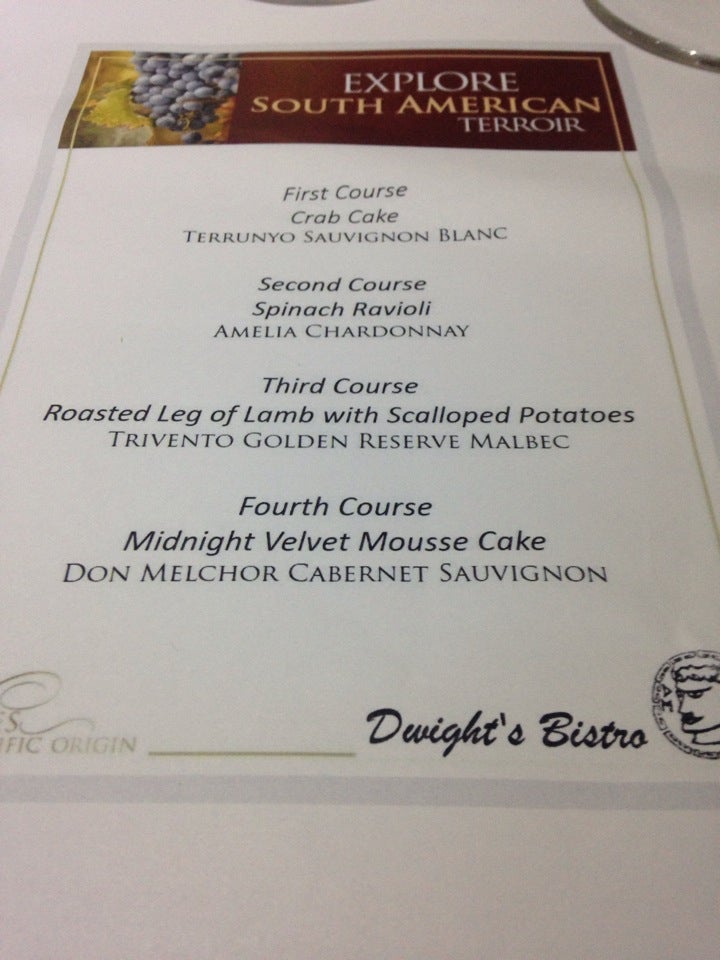 EXPLORE
SOUTH AMERICAN
TERROIR
First Course
Crab Cake
TERRUNYO SAUVIGNON BLANC
Second Course
Spinach Ravioli
AMELIA CHARDONNAY
Third Course
Roasted Leg of Lamb with Scalloped Potatoes
TRIVENTO GOLDEN RESERVE MALBEC
Fourth Course
Midnight Velvet Mousse Cake
DON MELCHOR CABERNET SAUVIGNON
ORIGIN
Dwight's Bistro